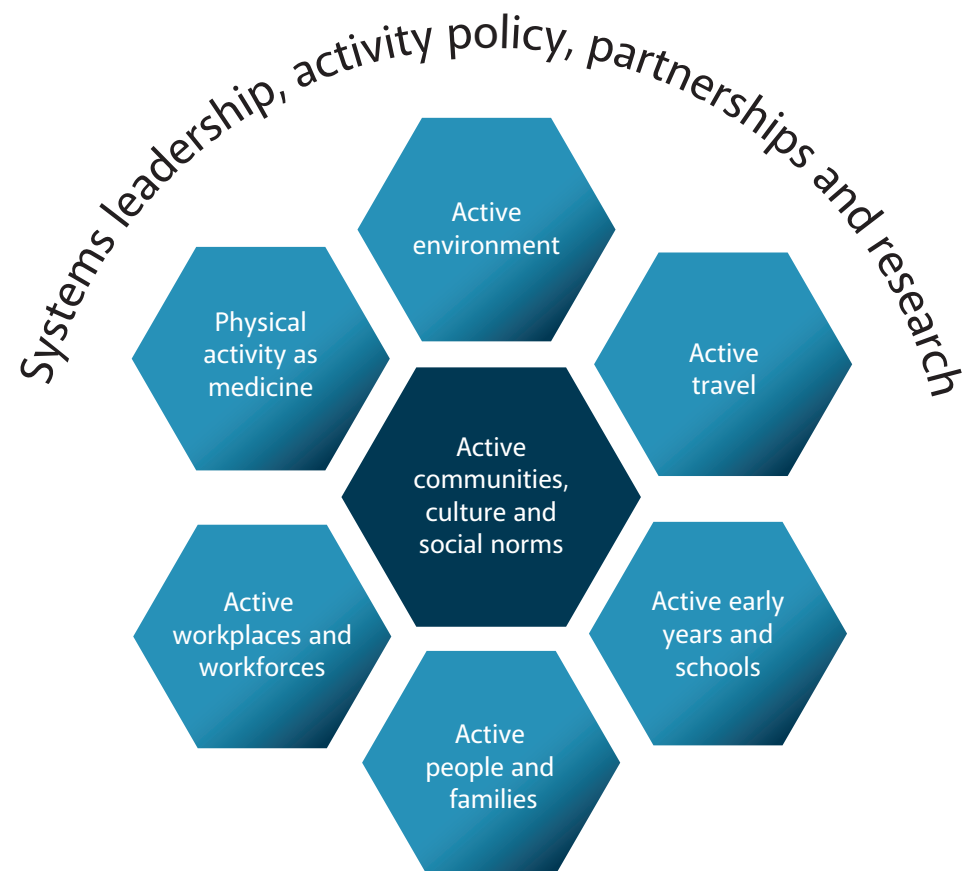 Systems leadership, activity policy, partnerships and research
Active
environment
Physical
activity as
medicine
Active
travel
Active
communities,
culture and
social norms
Active
workplaces and
workforces
Active early
years and
schools
Active
people and
families